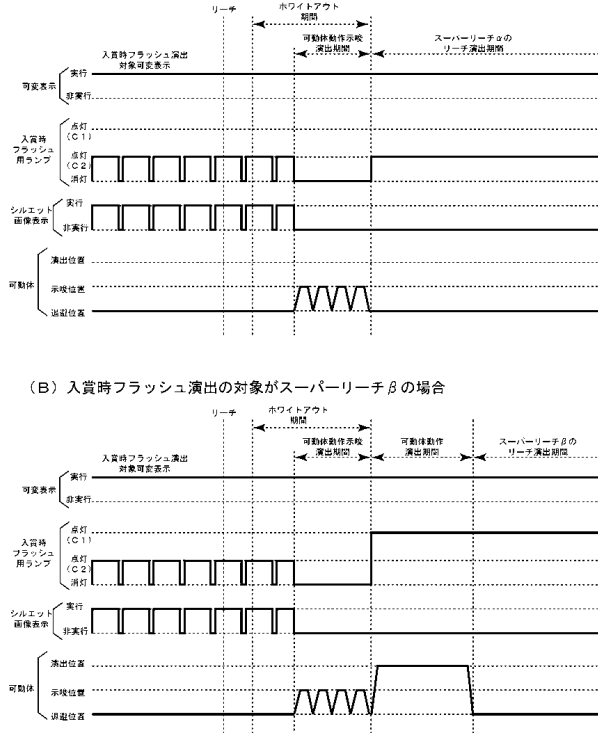 リーチ
ホワイトアウト
期間
可動体動作示唆
演出期間
スーパーリーチαの
リーチ演出期間
入賞時フラッシュ演出
対象可変表示
可変表示
実行
非実行
入賞時
フラッシュ
用ランプ
点灯
(C1)
点灯
(C2)
消灯
シルエット
画像表示
実行
非実行
可動体
演出位置
示唆位置
退避位置
(B)入賞時フラッシュ演出の対象がスーパーリーチβの場合
リーチ
ホワイトアウト
期間
可動体動作示唆
演出期間
可動体動作
演出期間
スーパーリーチβの
リーチ演出期間
入賞時フラッシュ演出
対象可変表示
可変表示
実行
非実行
入賞時
フラッシュ
用ランプ
点灯
(C1)
点灯
(C2)
消灯
シルエット
画像表示
実行
非実行
可動体
演出位置
示唆位置
退避位置